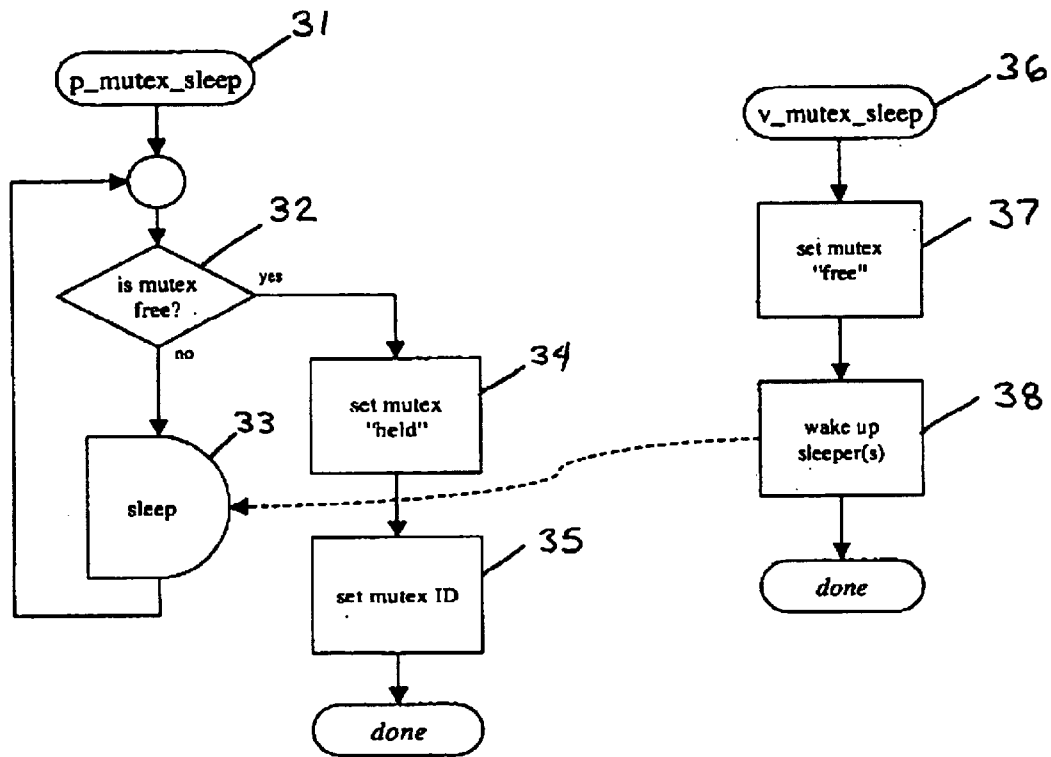 31
p_mutex_sleep
32
is mutex
free?
yes
no
33
sleep
34
set mutex
"held"
35
set mutex ID
done
36
v_mutex_sleep
37
set mutex
"free"
38
wake up
sleeper(s)
done